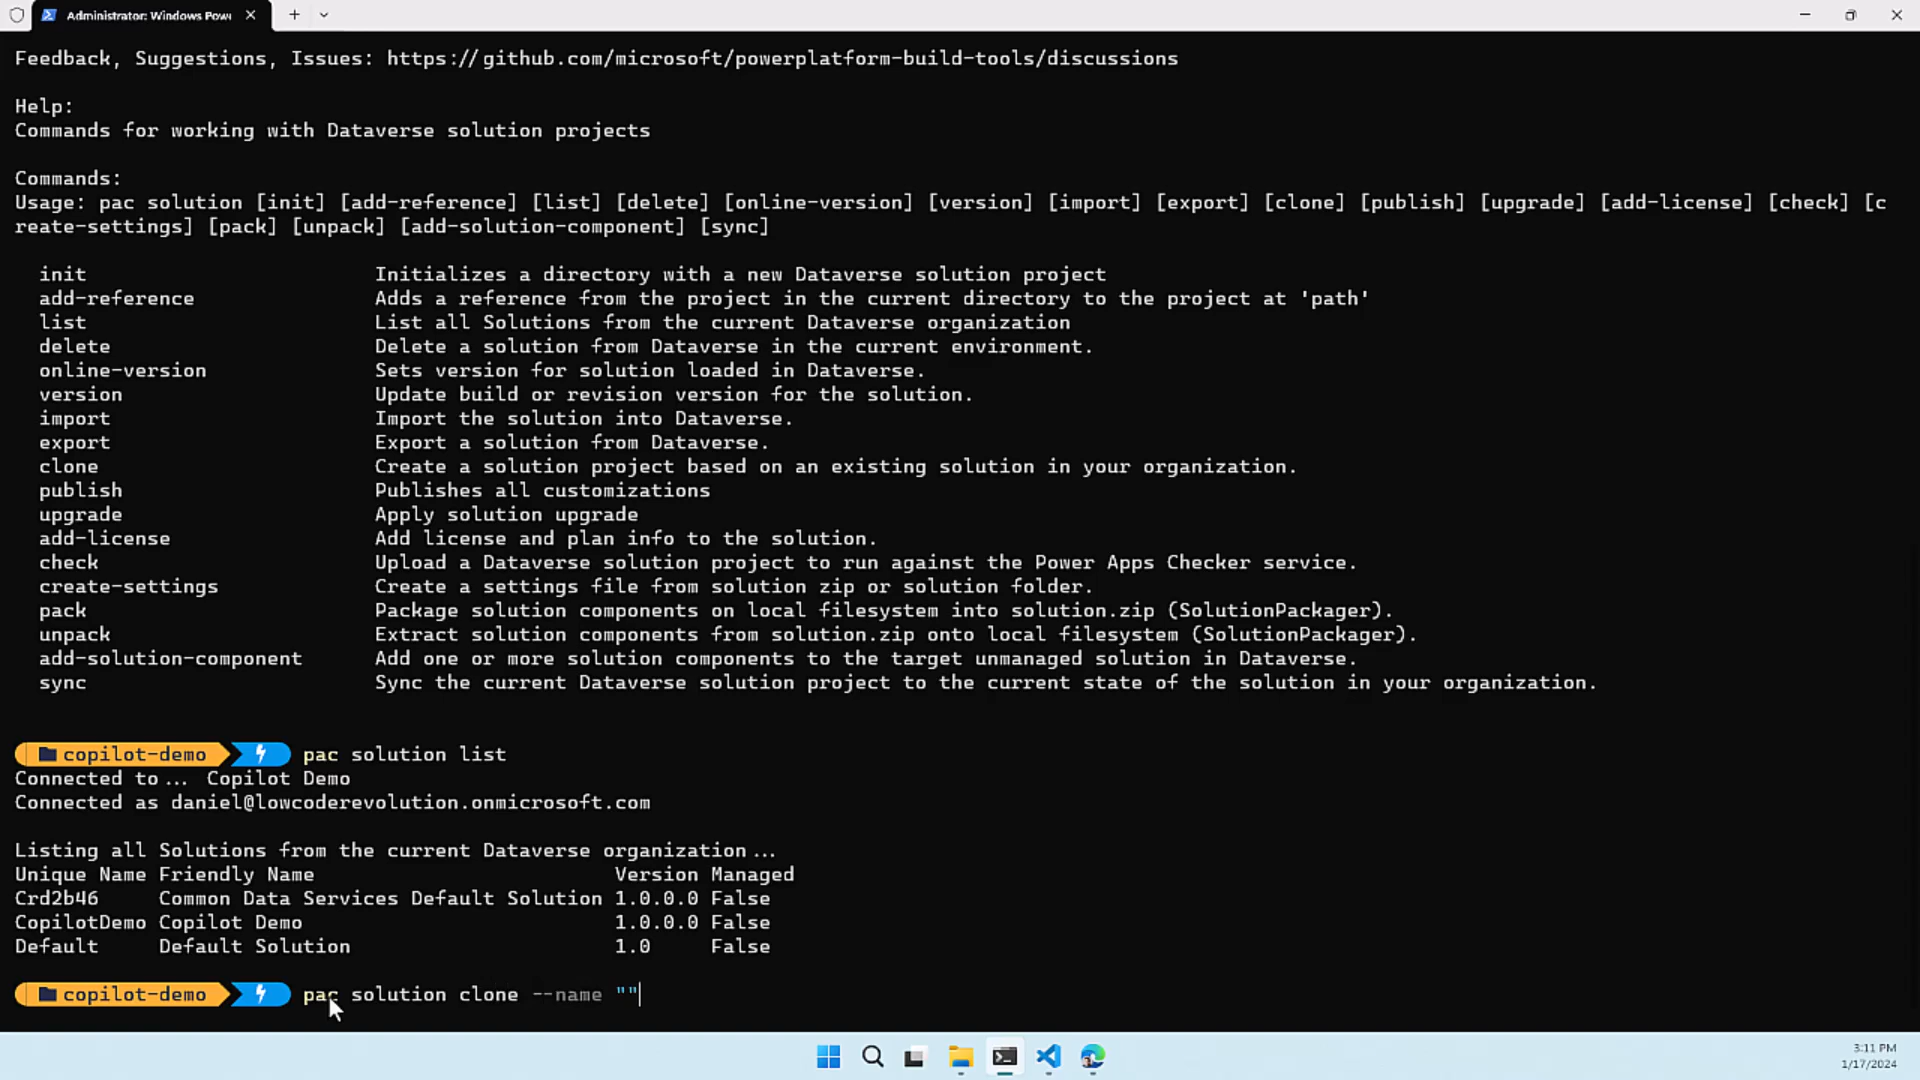 Administrator: Windows Pow
Feedback, Suggestions, Issues: https://github.com/microsoft/powerplatform-build-tools/discussions
Help:
Commands for working with Dataverse solution projects
Commands:
Usage: pac solution [init] [add-reference] [list] [delete] [online-version] [version] [import] [export] [clone] [publish] [upgrade] [add-license] [check] [c
reate-settings] [pack] [unpack] [add-solution-component] [sync]
init Initializes a directory with a new Dataverse solution project
add-reference Adds a reference from the project in the current directory to the project at 'path'
list List all Solutions from the current Dataverse organization
delete Delete a solution from Dataverse in the current environment.
online-version Sets version for solution loaded in Dataverse.
version Update build or revision version for the solution.
import Import the solution into Dataverse.
export Export a solution from Dataverse.
clone Create a solution project based on an existing solution in your organization.
publish Publishes all customizations
upgrade Apply solution upgrade
add-license Add license and plan info to the solution.
check Upload a Dataverse solution project to run against the Power Apps Checker service.
create-settings Create a settings file from solution zip or solution folder.
pack Package solution components on local filesystem into solution.zip (SolutionPackager).
unpack Extract solution components from solution.zip onto local filesystem (SolutionPackager).
add-solution-component Add one or more solution components to the target unmanaged solution in Dataverse.
sync Sync the current Dataverse solution project to the current state of the solution in your organization.
copilot-demo pac solution list
Connected to... Copilot Demo
Connected as daniel@lowcoderevolution.onmicrosoft.com
Listing all Solutions from the current Dataverse organization...
Unique Name Friendly Name Version Managed
Crd2b46 Common Data Services Default Solution 1.0.0.0 False
CopilotDemo Copilot Demo 1.0.0.0 False
Default Default Solution 1.0 False
copilot-demo pac solution clone --name ""
3:11 PM
1/17/2024